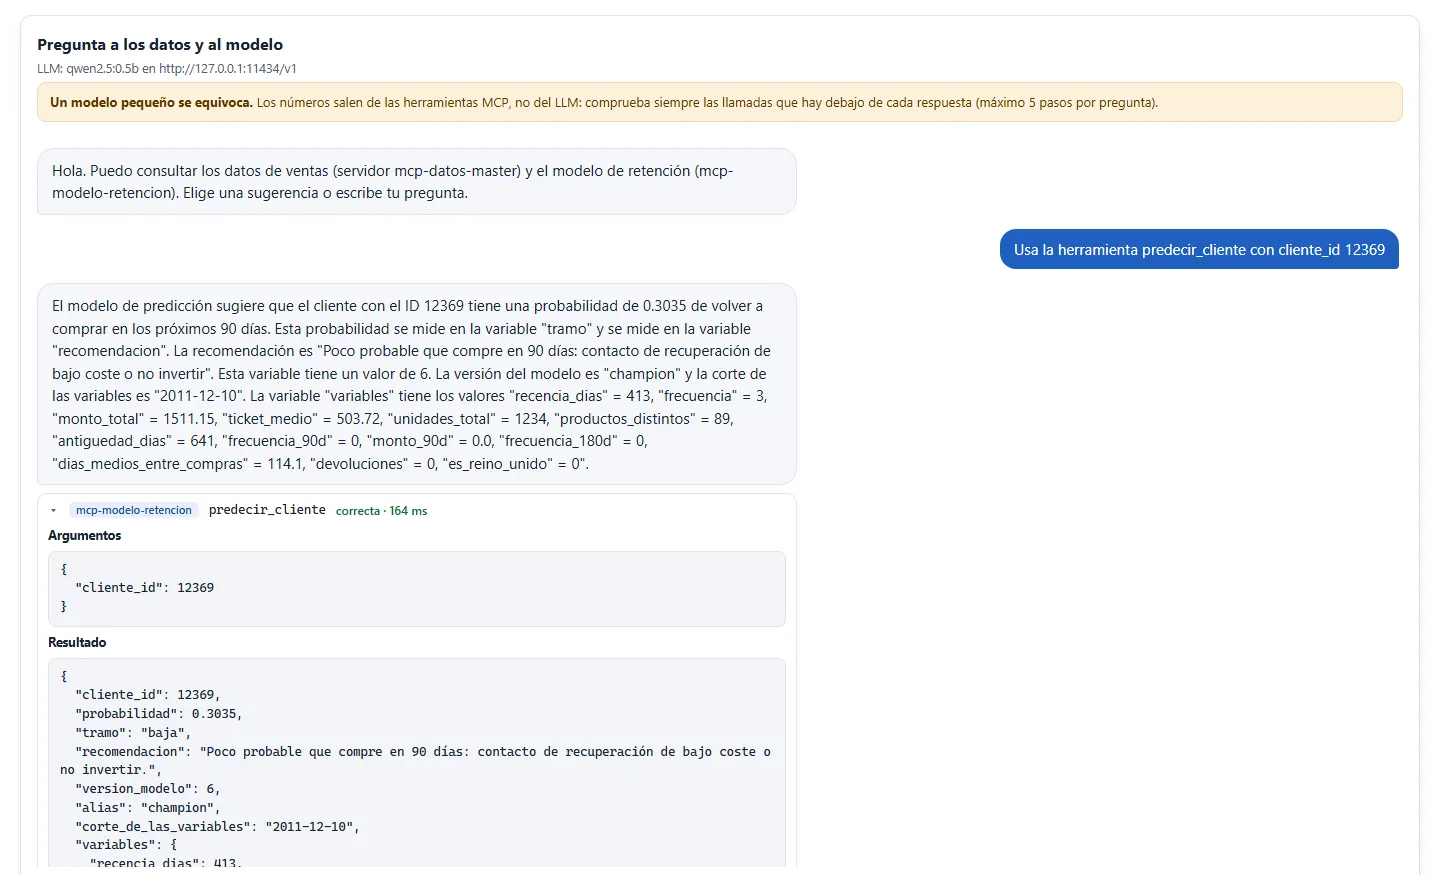 Pregunta a los datos y al modelo
LLM: qwen2.5:0.5b en http://127.0.0.1:11434/v1
Un modelo pequeño se equivoca. Los números salen de las herramientas MCP, no del LLM: comprueba siempre las llamadas que hay debajo de cada respuesta (máximo 5 pasos por pregunta).
Hola. Puedo consultar los datos de ventas (servidor mcp-datos-master) y el modelo de retención (mcp-
modelo-retencion). Elige una sugerencia o escribe tu pregunta.
Usa la herramienta predecir_cliente con cliente_id 12369
El modelo de predicción sugiere que el cliente con el ID 12369 tiene una probabilidad de 0.3035 de volver a
comprar en los próximos 90 días. Esta probabilidad se mide en la variable "tramo" y se mide en la variable
"recomendacion". La recomendación es "Poco probable que compre en 90 días: contacto de recuperación de
bajo coste o no invertir". Esta variable tiene un valor de 6. La versión del modelo es "champion" y la corte de
las variables es "2011-12-10". La variable "variables" tiene los valores "recencia_dias" = 413, "frecuencia" = 3,
"monto_total" = 1511.15, "ticket_medio" = 503.72, "unidades_total" = 1234, "productos_distintos" = 89,
"antiguedad_dias" = 641, "frecuencia_90d" = 0, "monto_90d" = 0.0, "frecuencia_180d" = 0,
"dias_medios_entre_compras" = 114.1, "devoluciones" = 0, "es_reino_unido" = 0".
mcp-modelo-retencion predecir_cliente correcta · 164 ms
Argumentos
{
"cliente_id": 12369
}
Resultado
{
"cliente_id": 12369,
"probabilidad": 0.3035,
"tramo": "baja",
"recomendacion": "Poco probable que compre en 90 días: contacto de recuperación de bajo coste o
no invertir.",
"version_modelo": 6,
"alias": "champion",
"corte_de_las_variables": "2011-12-10",
"variables": {
"recencia_dias": 413,